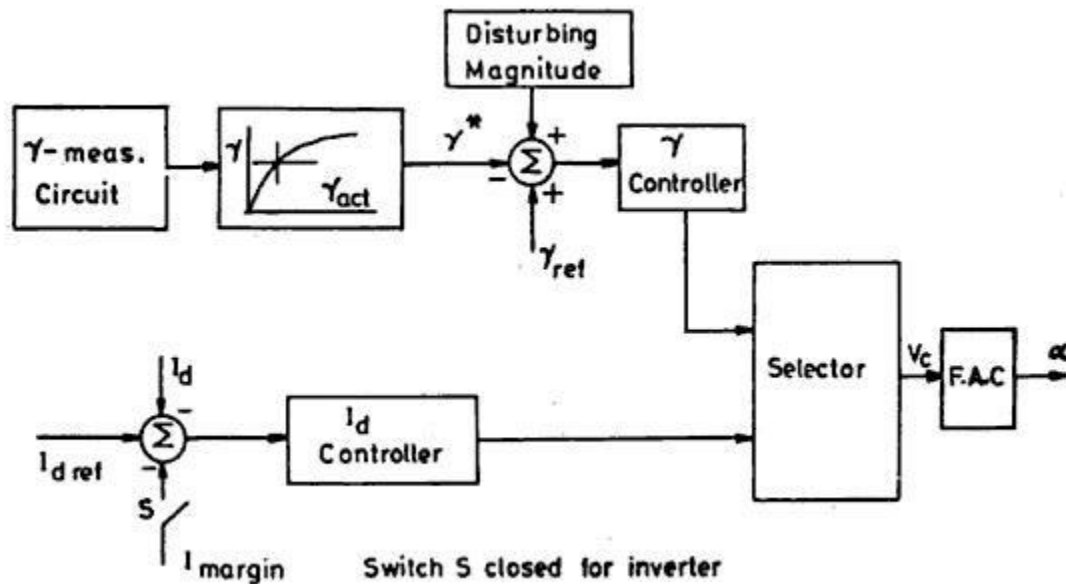 Disturbing
Magnitude
γ-meas.
Circuit
γ
γact
γ*
+
Σ
-
+
γref
γ
Controller
Selector
Vc
F.A.C
α
Id
-
Σ
-
Id ref
S
Imargin
Id
Controller
Switch S closed for inverter